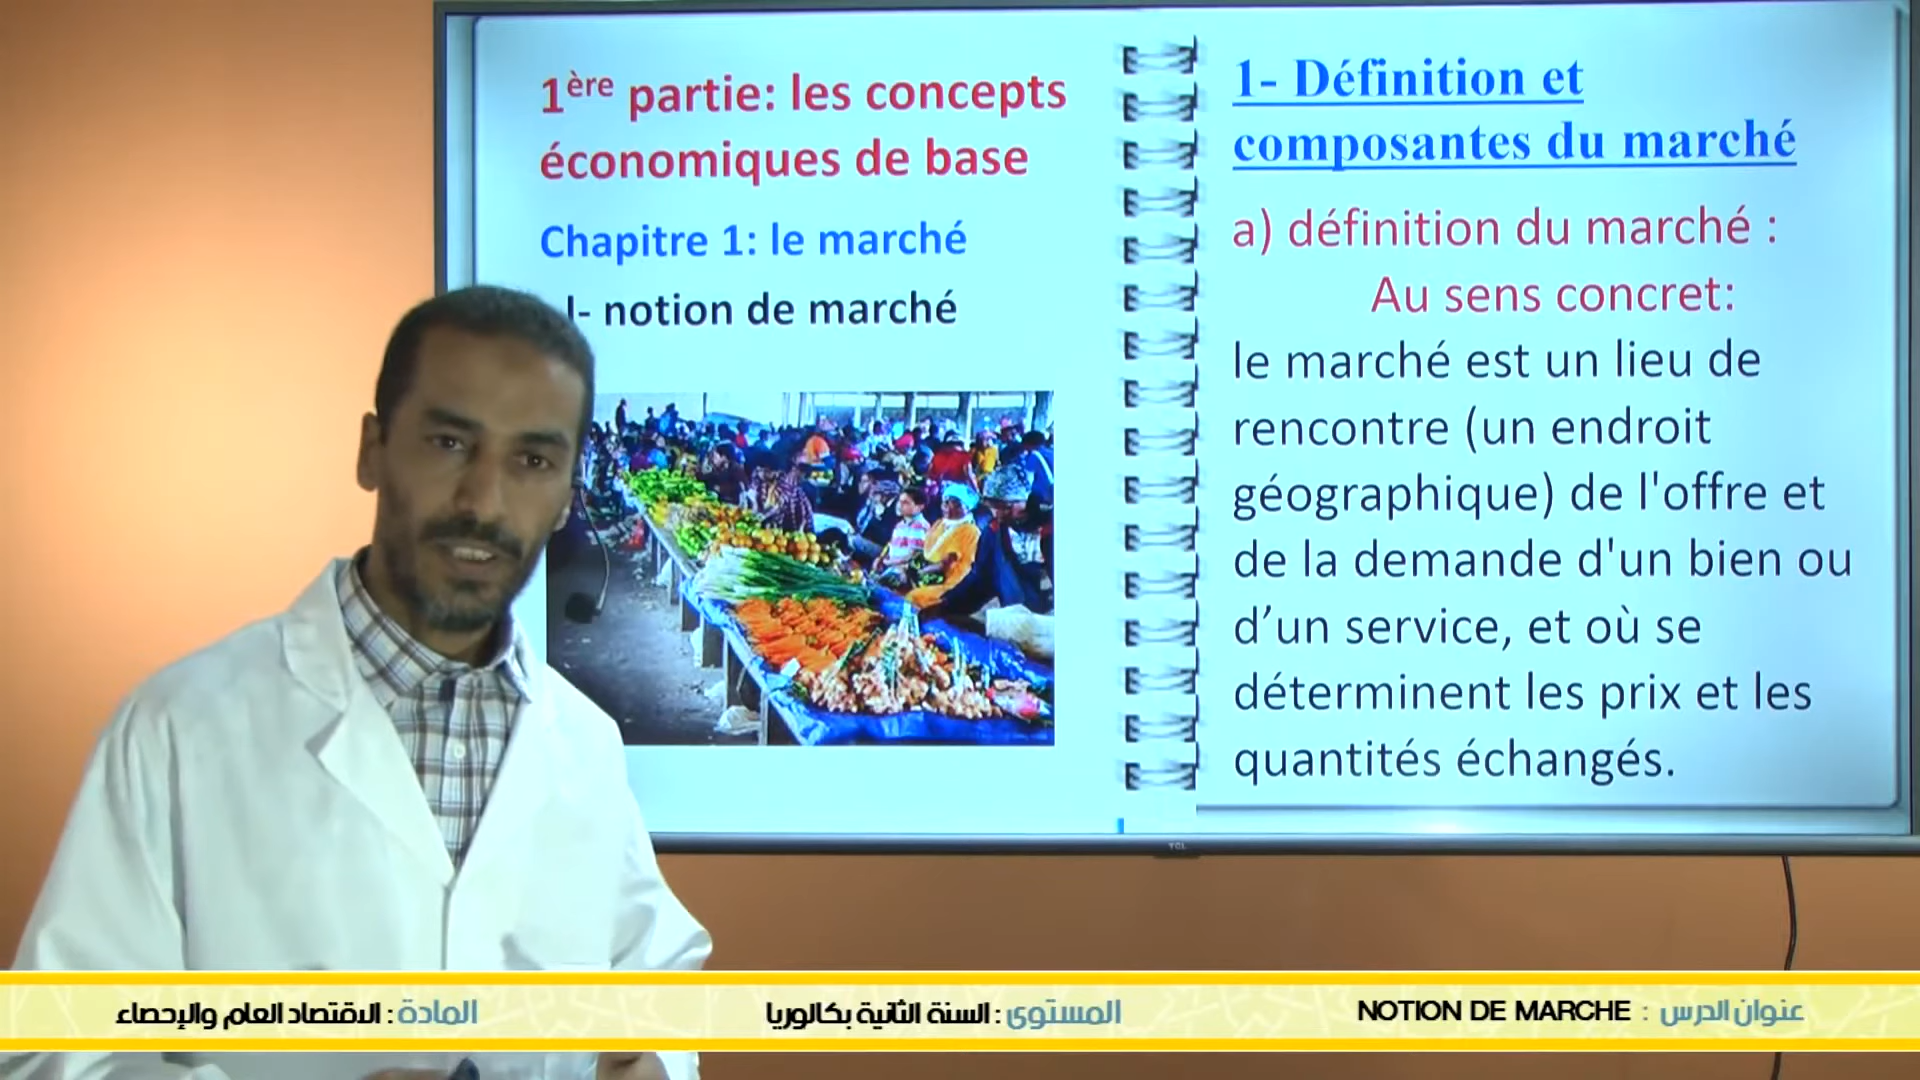 1ère partie: les concepts
économiques de base
Chapitre 1: le marché
I- notion de marché
1- Définition et
composantes du marché
a) définition du marché :
Au sens concret:
le marché est un lieu de
rencontre (un endroit
géographique) de l'offre et
de la demande d'un bien ou
d’un service, et où se
déterminent les prix et les
quantités échangés.
TCL
عنوان الدرس : NOTION DE MARCHE
المستوى : السنة الثانية بكالوريا
المادة : الاقتصاد العام والإحصاء